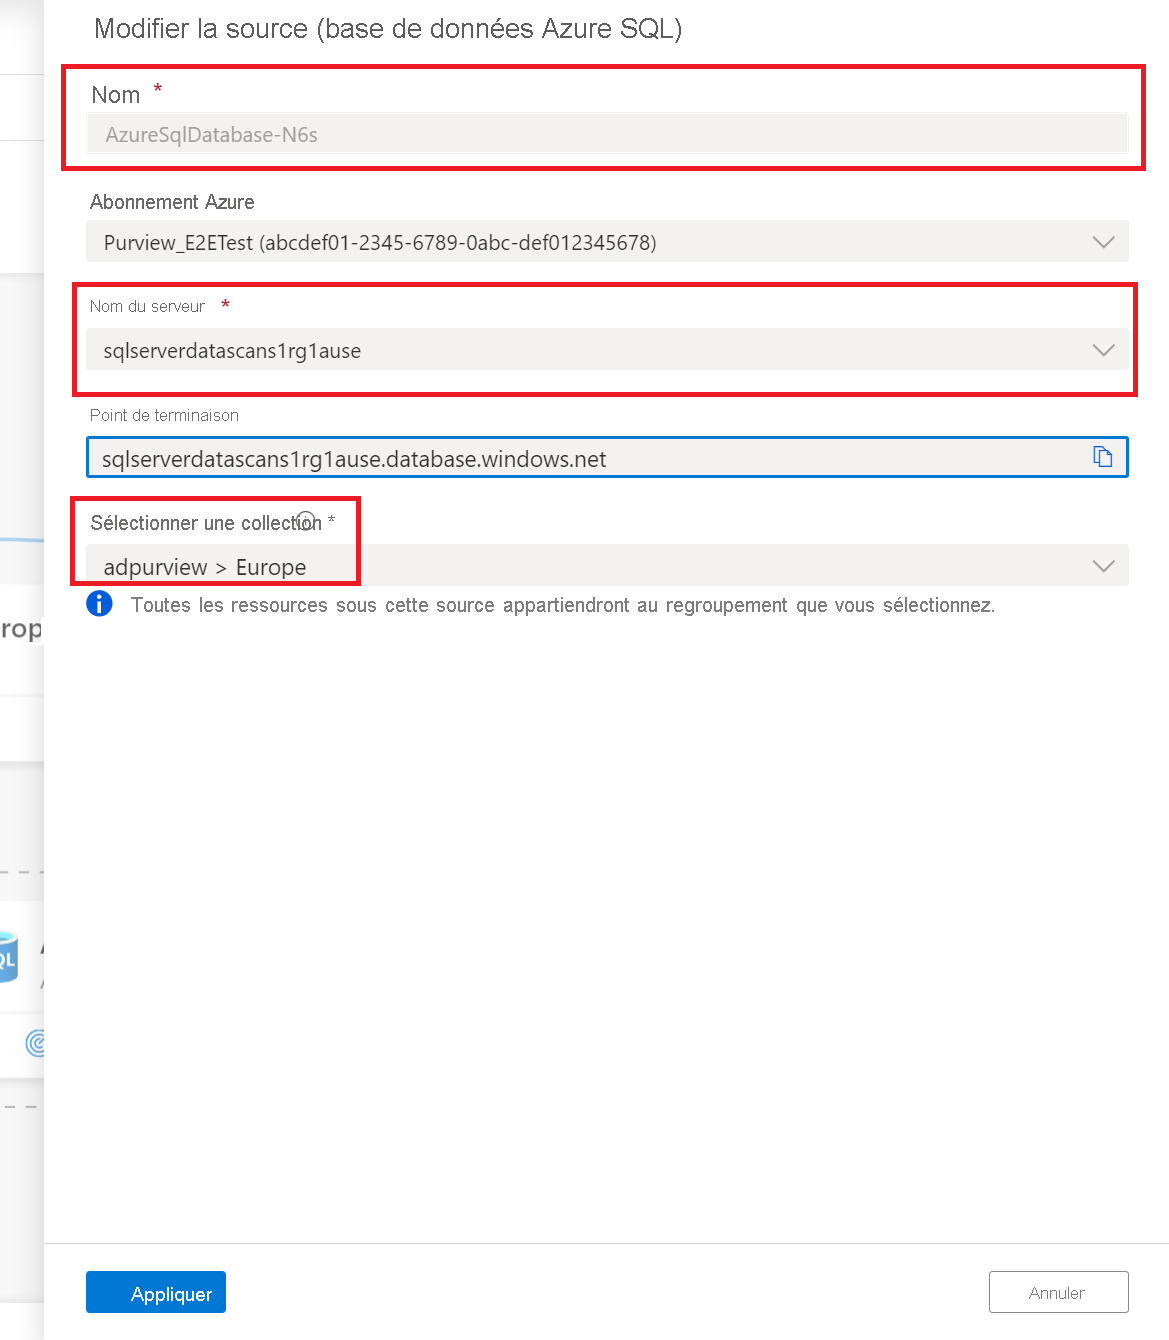 Modifier la source (base de données Azure SQL)
Nom *
AzureSqlDatabase-N6s
Abonnement Azure
Purview_E2ETest (abcdef01-2345-6789-0abc-def012345678)
Nom du serveur *
sqlserverdatascans1rg1ause
Point de terminaison
sqlserverdatascans1rg1ause.database.windows.net
Sélectionner une collection *
adpurview > Europe
Toutes les ressources sous cette source appartiendront au regroupement que vous sélectionnez.
rop
QL
Appliquer
Annuler